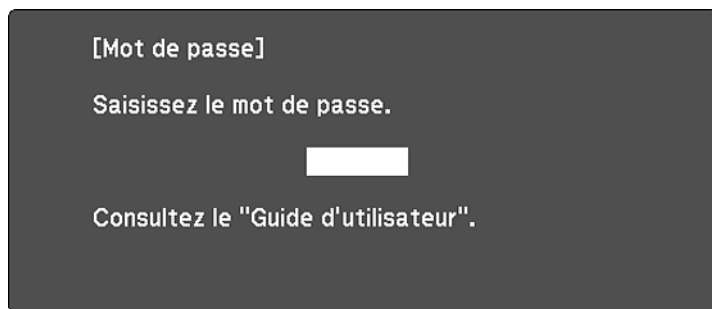 [Mot de passe]
Saisissez le mot de passe.
Consultez le "Guide d'utilisateur".